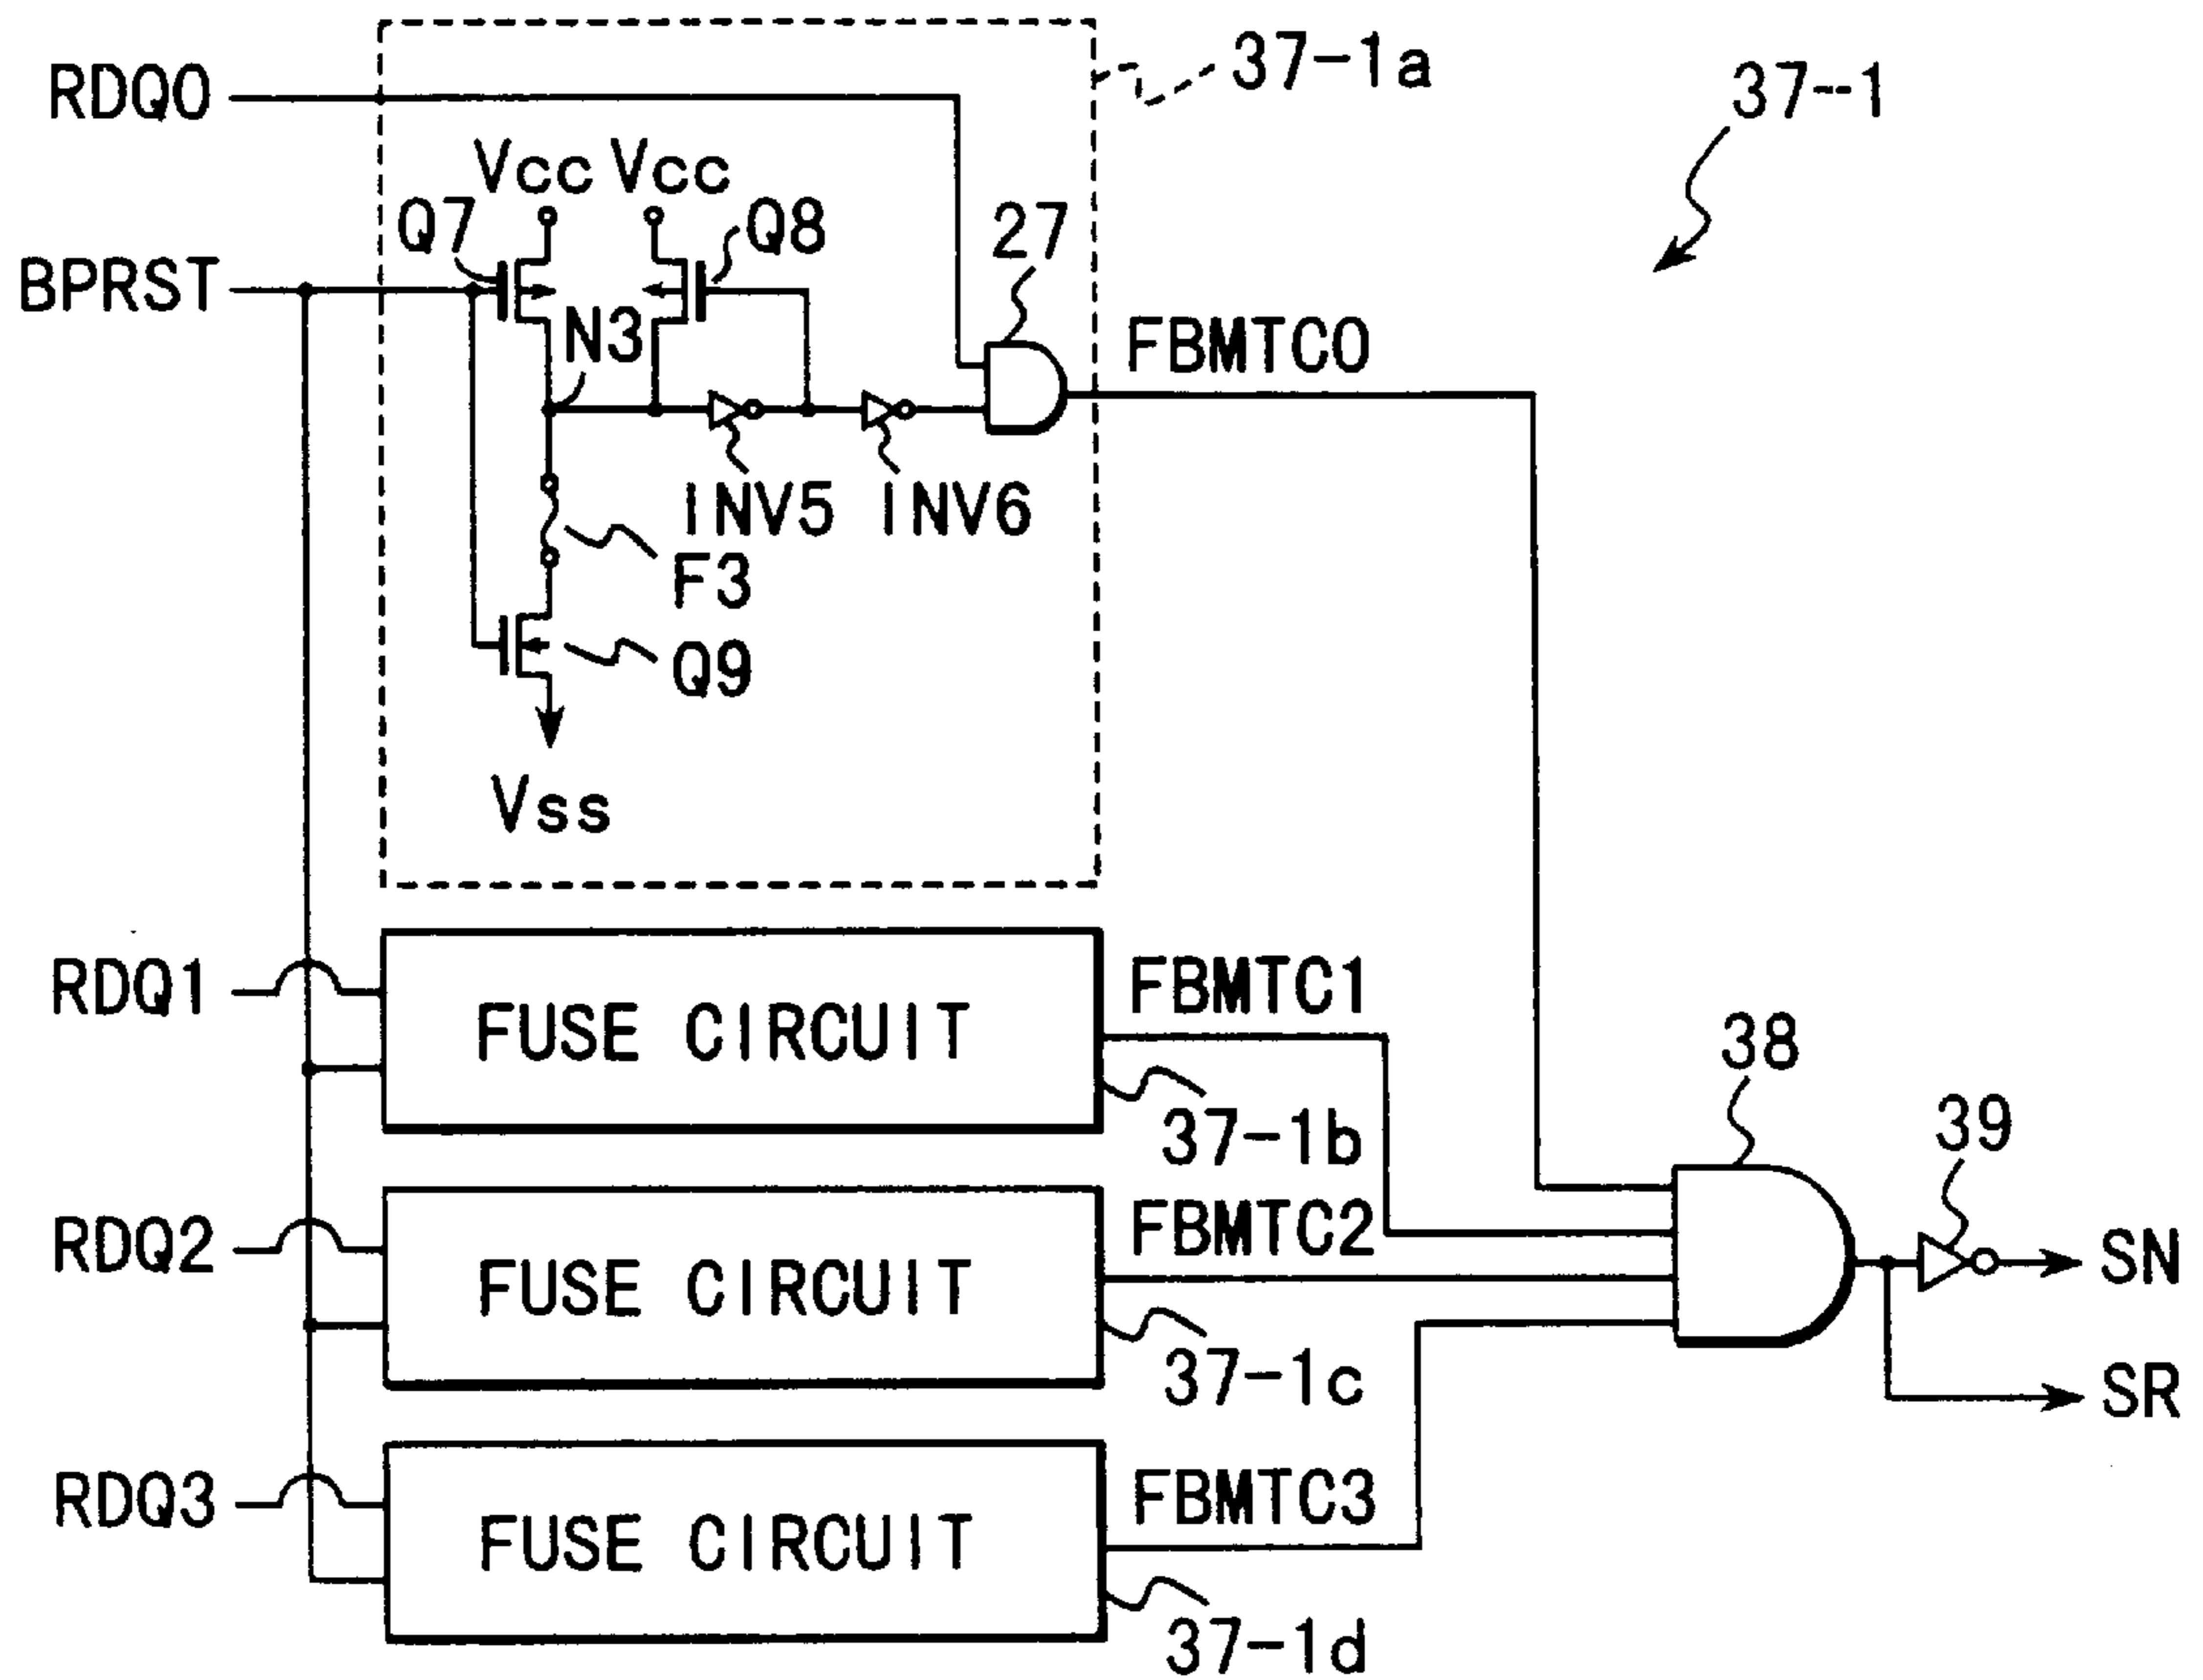 RDQ0
37-1a
37--1
Vcc Vcc
Q7
Q8
27
BPRST
N3
FBMTC0
INV5 INV6
F3
Q9
Vss
RDQ1
FUSE CIRCUIT
FBMTC1
37-1b
38
39
RDQ2
FUSE CIRCUIT
FBMTC2
37-1c
SN
SR
RDQ3
FUSE CIRCUIT
FBMTC3
37-1d